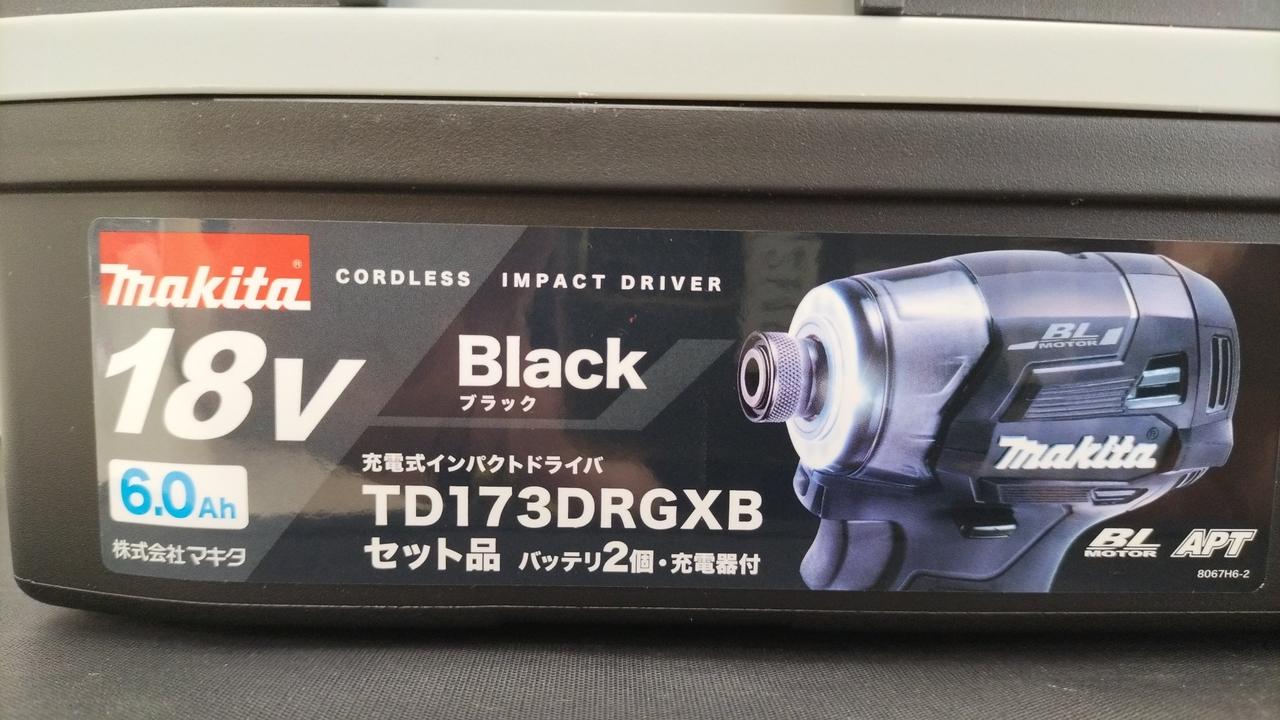 makita®
CORDLESS IMPACT DRIVER
18V
Black
ブラック
6.0Ah
充電式インパクトドライバ
TD173DRGXB
セット品 バッテリ2個・充電器付
株式会社マキタ
BL
MOTOR
makita®
BL
MOTOR
APT
8067H6-2